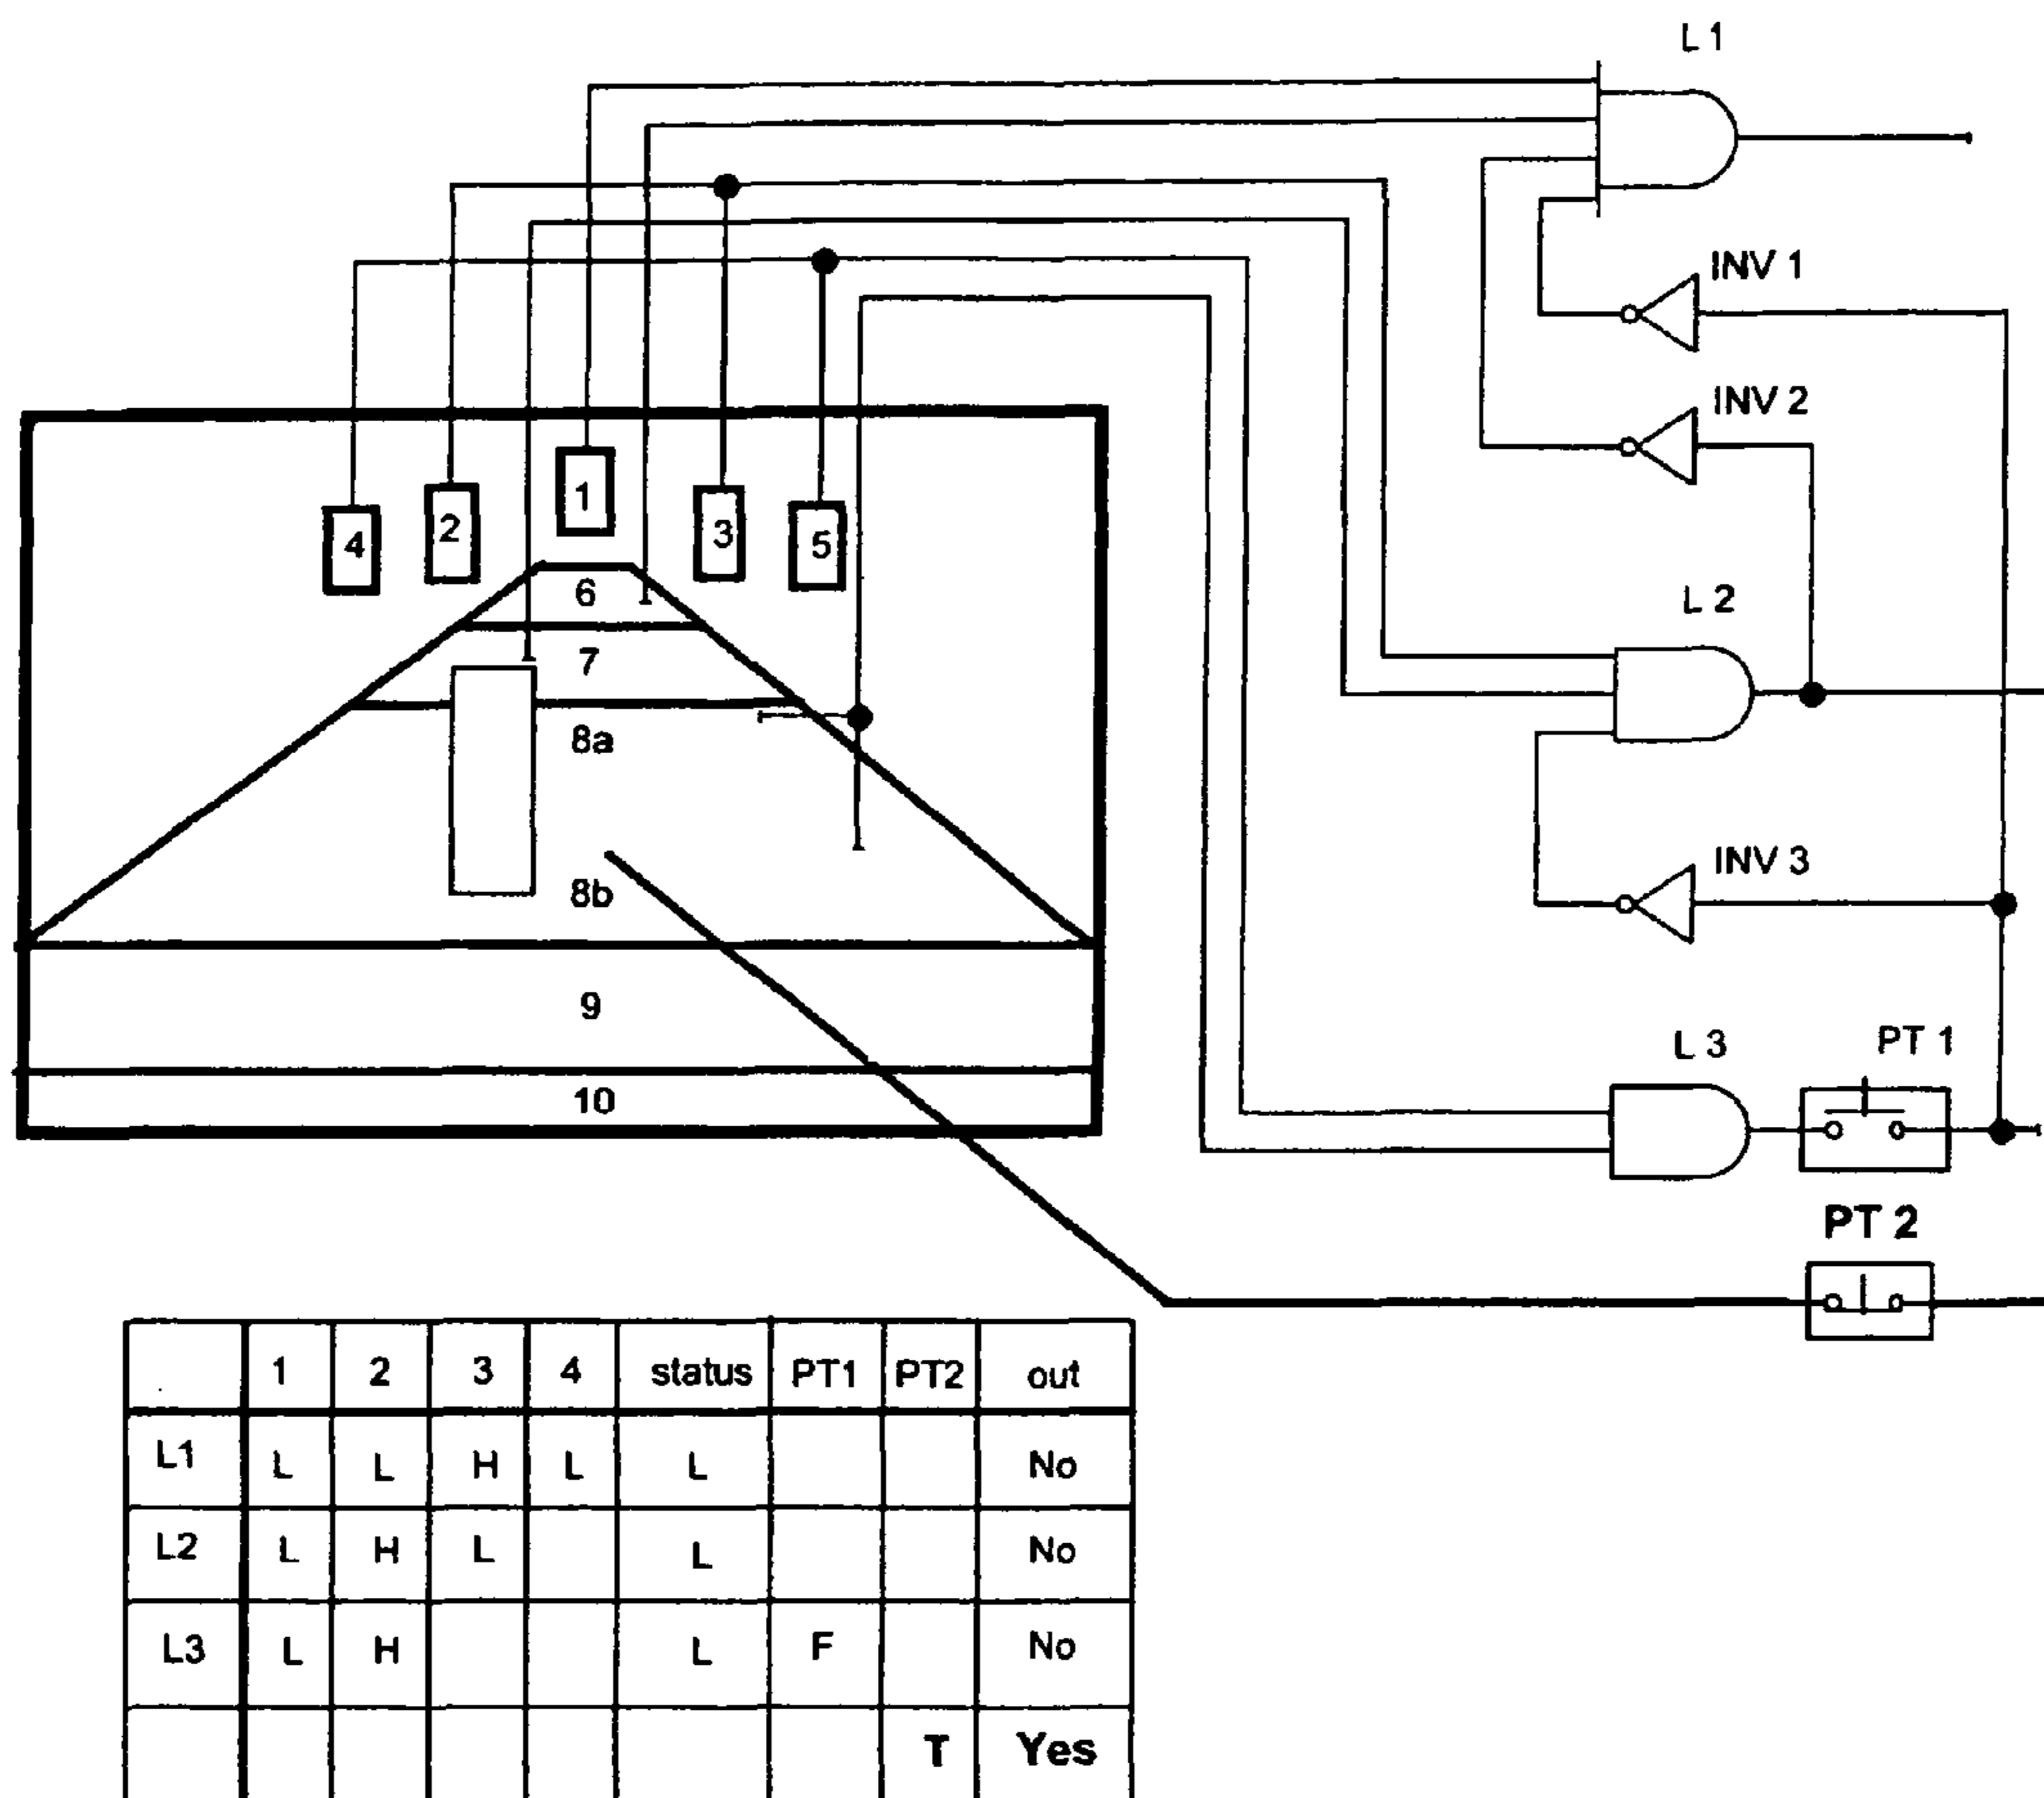 L 1
INV 1
INV 2
1
2
3
4
5
6
L 2
7
8a
INV 3
8b
9
L 3
PT 1
10
PT 2
1 2 3 4 status PT1 PT2 out
L1 L L H L L No
L2 L H L L No
L3 L H L F No
T Yes